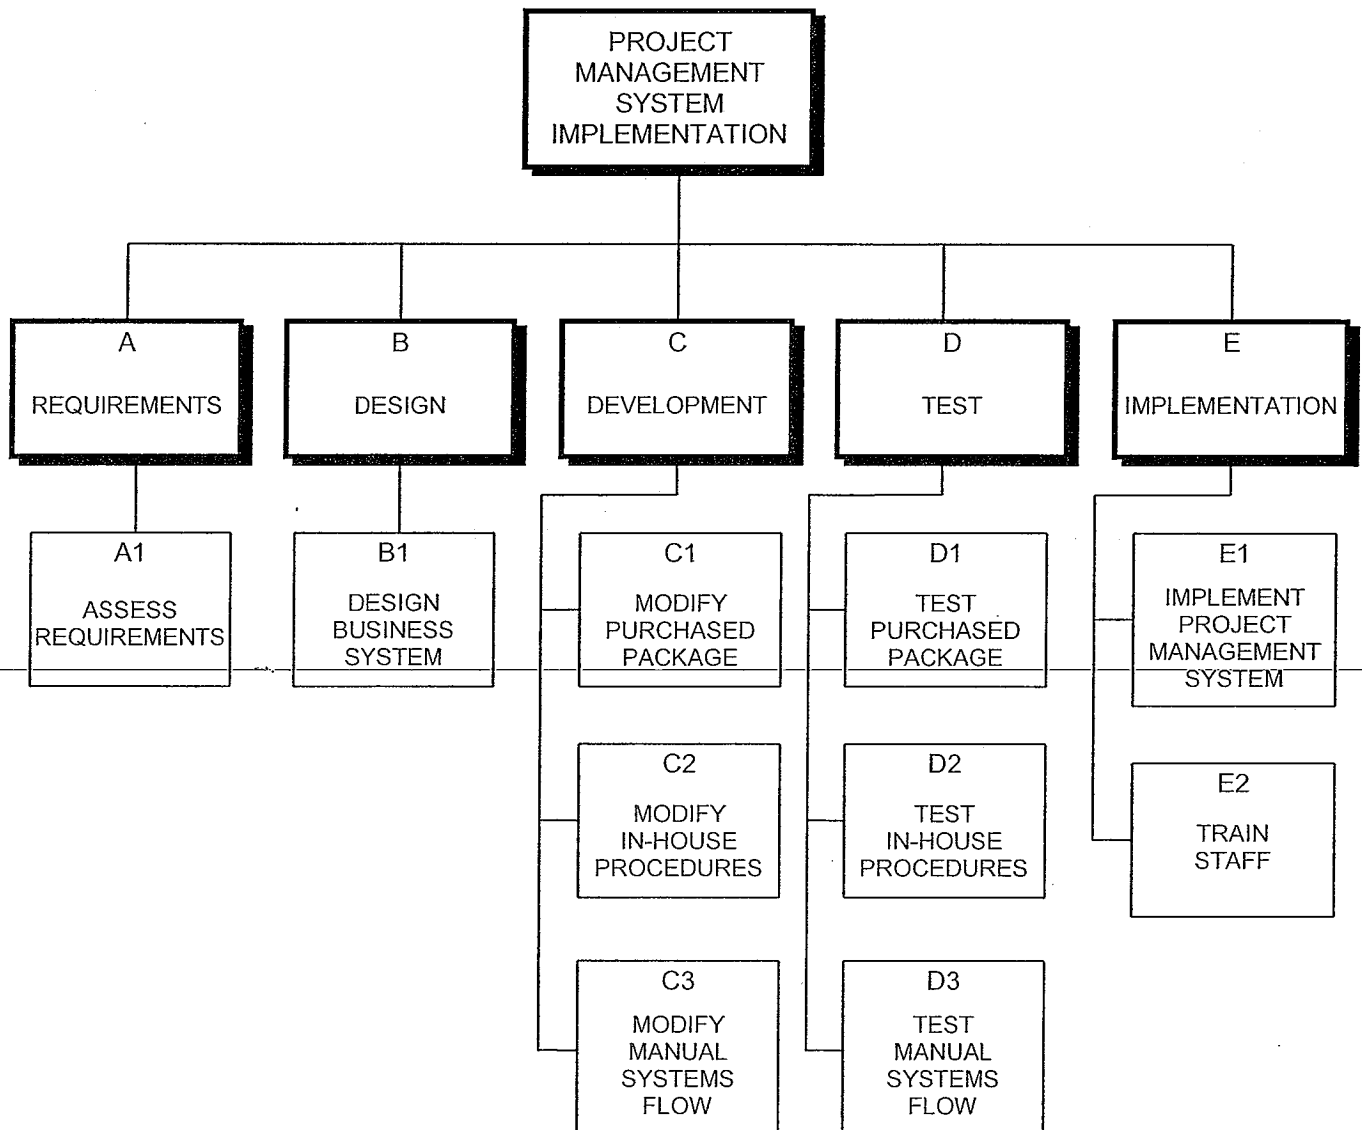 PROJECT
MANAGEMENT
SYSTEM
IMPLEMENTATION
A
REQUIREMENTS
B
DESIGN
C
DEVELOPMENT
D
TEST
E
IMPLEMENTATION
A1
ASSESS
REQUIREMENTS
B1
DESIGN
BUSINESS
SYSTEM
C1
MODIFY
PURCHASED
PACKAGE
D1
TEST
PURCHASED
PACKAGE
E1
IMPLEMENT
PROJECT
MANAGEMENT
SYSTEM
C2
MODIFY
IN-HOUSE
PROCEDURES
D2
TEST
IN-HOUSE
PROCEDURES
E2
TRAIN
STAFF
C3
MODIFY
MANUAL
SYSTEMS
FLOW
D3
TEST
MANUAL
SYSTEMS
FLOW